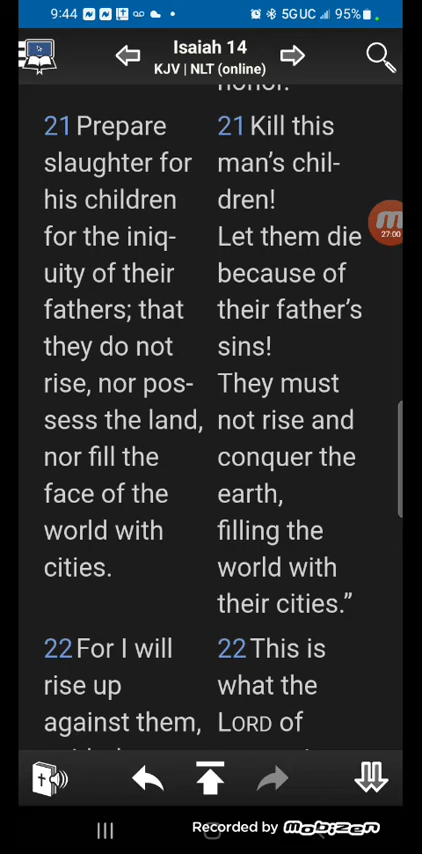 9:44 5GUC 95%
Isaiah 14
KJV | NLT (online)
honor.
21 Prepare
slaughter for
his children
for the iniq-
uity of their
fathers; that
they do not
rise, nor pos-
sess the land,
nor fill the
face of the
world with
cities.
22 For I will
rise up
against them,
21 Kill this
man's chil-
dren!
Let them die
because of
their father's
sins!
They must
not rise and
conquer the
earth,
filling the
world with
their cities.”
22 This is
what the
LORD of
27:00
Recorded by mobizen